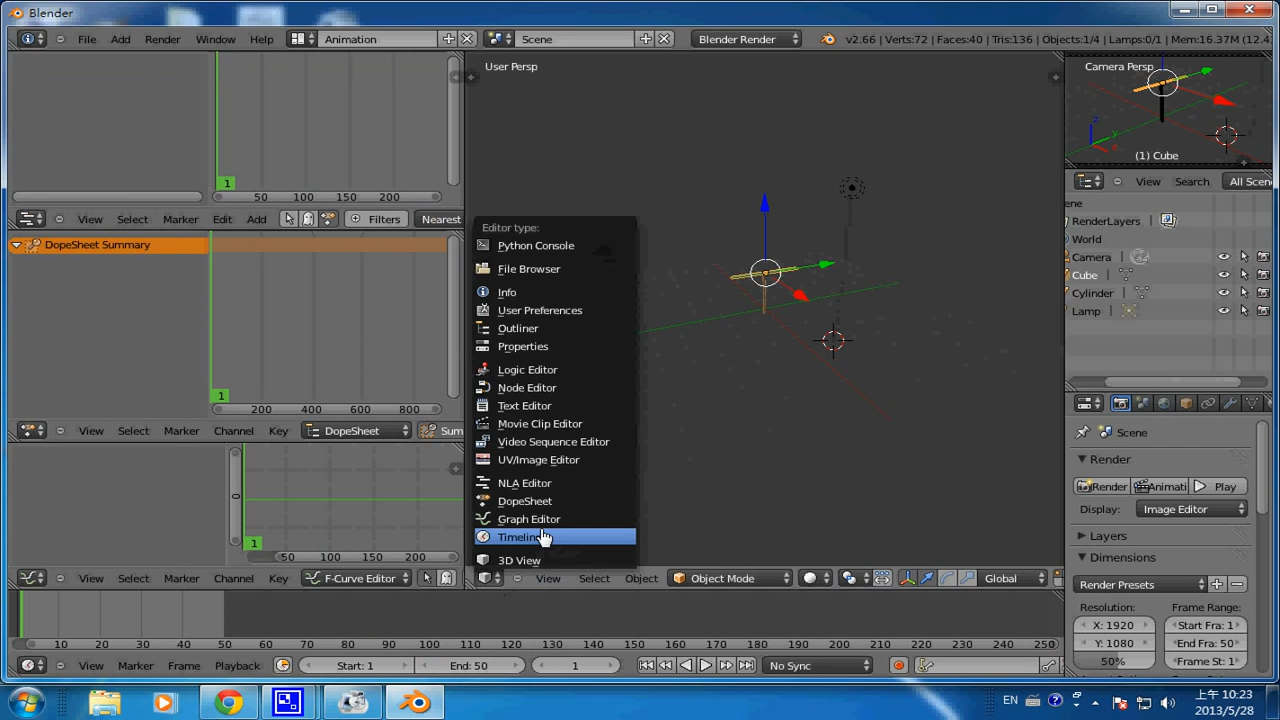 Blender
File Add Render Window Help Animation Scene Blender Render v2.66 | Verts:72 | Faces:40 | Tris:136 | Objects:1/4 | Lamps:0/1 | Mem:16.37M (12.4
User Persp
Camera Persp
(1) Cube
1
50 100 150 200
View Select Marker Edit Add Filters Nearest
View Search All Scene
DopeSheet Summary
1
200 400 600 800
View Select Marker Channel Key DopeSheet Sum
Editor type:
Python Console
File Browser
Info
User Preferences
Outliner
Properties
Logic Editor
Node Editor
Text Editor
Movie Clip Editor
Video Sequence Editor
UV/Image Editor
NLA Editor
DopeSheet
Graph Editor
Timeline
3D View
ene
RenderLayers
World
Camera
Cube
Cylinder
Lamp
Scene
Render
Render Animati Play
Display: Image Editor
Layers
Dimensions
Render Presets
Resolution: Frame Range:
X: 1920 Start Fra: 1
Y: 1080 End Fra: 50
50% Frame St: 1
1
50 100 150 200
View Select Marker Channel Key F-Curve Editor
View Select Object Object Mode Global
10 20 30 40 50 60 70 80 90 100 110 120 130 140 150 160 170 180 190 200 210 220 230 240 250
View Marker Frame Playback Start: 1 End: 50 1 No Sync
EN 上午 10:23
2013/5/28